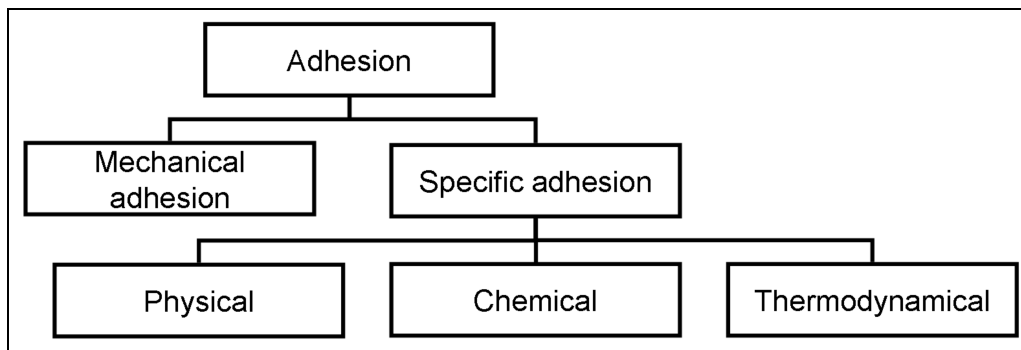 Adhesion
Mechanical
adhesion
Specific adhesion
Physical
Chemical
Thermodynamical